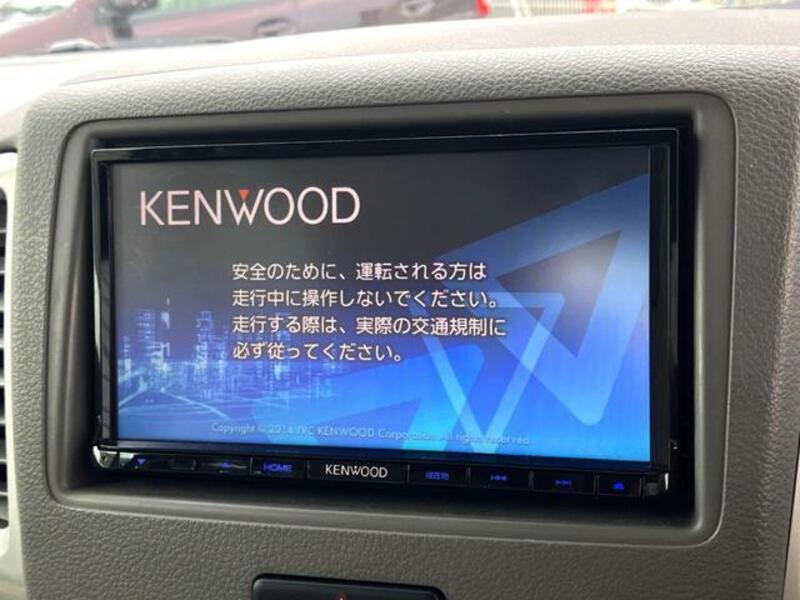 KENWOOD
安全のために、運転される方は
走行中に操作しないでください。
走行する際は、実際の交通規制に
必ず従ってください。
Copyright © 2014 JVC KENWOOD Corporation All rights reserved.
HOME KENWOOD 現在地